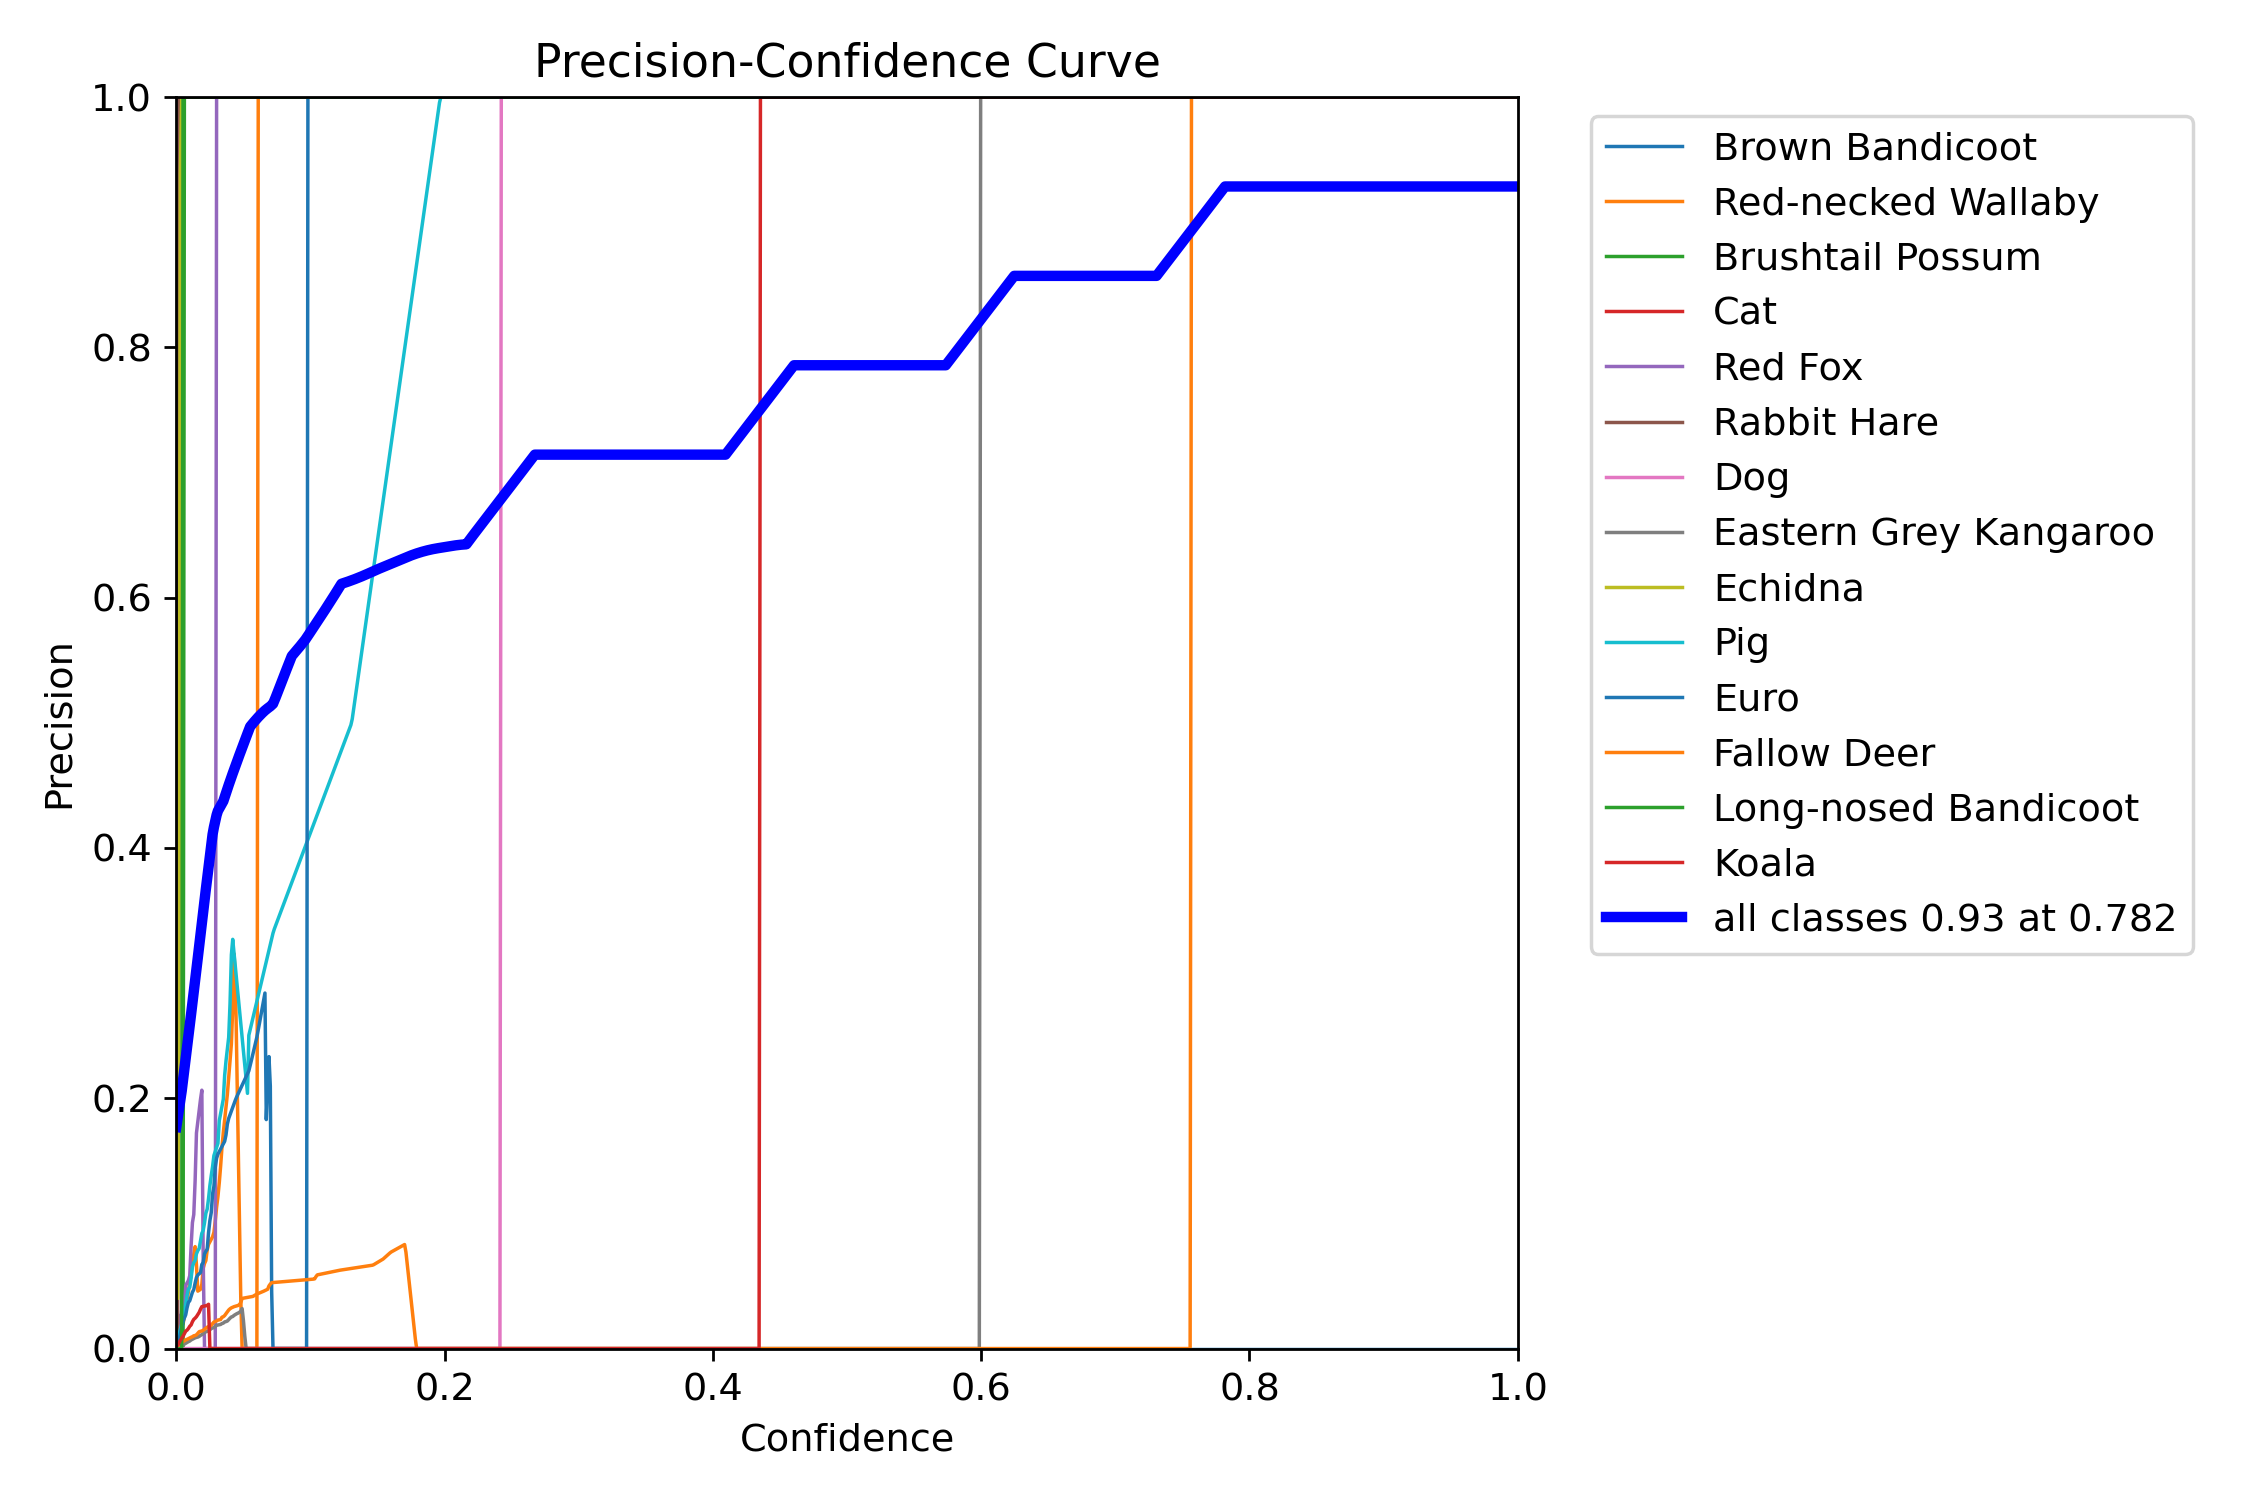 Precision-Confidence Curve
1.0
0.8
0.6
0.4
0.2
0.0
Precision
0.0 0.2 0.4 0.6 0.8 1.0
Confidence
Brown Bandicoot
Red-necked Wallaby
Brushtail Possum
Cat
Red Fox
Rabbit Hare
Dog
Eastern Grey Kangaroo
Echidna
Pig
Euro
Fallow Deer
Long-nosed Bandicoot
Koala
all classes 0.93 at 0.782